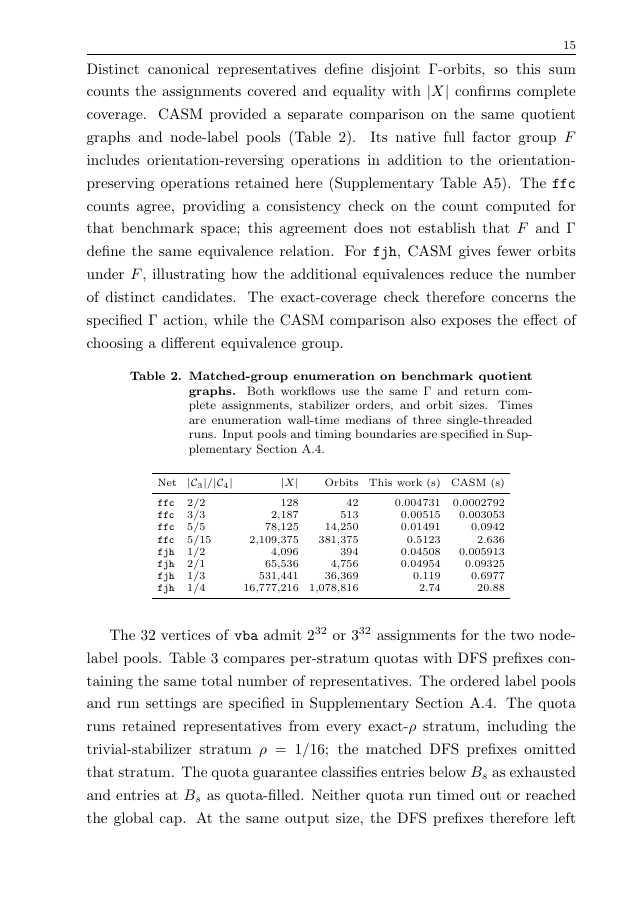 15
Distinct canonical representatives define disjoint Γ-orbits, so this sum
counts the assignments covered and equality with |X| confirms complete
coverage. CASM provided a separate comparison on the same quotient
graphs and node-label pools (Table 2). Its native full factor group F
includes orientation-reversing operations in addition to the orientation-
preserving operations retained here (Supplementary Table A5). The ffc
counts agree, providing a consistency check on the count computed for
that benchmark space; this agreement does not establish that F and Γ
define the same equivalence relation. For fjh, CASM gives fewer orbits
under F, illustrating how the additional equivalences reduce the number
of distinct candidates. The exact-coverage check therefore concerns the
specified Γ action, while the CASM comparison also exposes the effect of
choosing a different equivalence group.
Table 2. Matched-group enumeration on benchmark quotient
graphs. Both workflows use the same Γ and return com-
plete assignments, stabilizer orders, and orbit sizes. Times
are enumeration wall-time medians of three single-threaded
runs. Input pools and timing boundaries are specified in Sup-
plementary Section A.4.
Net |C₃|/|C₄| |X| Orbits This work (s) CASM (s)
ffc 2/2 128 42 0.004731 0.0002792
ffc 3/3 2,187 513 0.00515 0.003053
ffc 5/5 78,125 14,250 0.01491 0.0942
ffc 5/15 2,109,375 381,375 0.5123 2.636
fjh 1/2 4,096 394 0.04508 0.005913
fjh 2/1 65,536 4,756 0.04954 0.09325
fjh 1/3 531,441 36,369 0.119 0.6977
fjh 1/4 16,777,216 1,078,816 2.74 20.88
The 32 vertices of vba admit 2³² or 3³² assignments for the two node-
label pools. Table 3 compares per-stratum quotas with DFS prefixes con-
taining the same total number of representatives. The ordered label pools
and run settings are specified in Supplementary Section A.4. The quota
runs retained representatives from every exact-ρ stratum, including the
trivial-stabilizer stratum ρ = 1/16; the matched DFS prefixes omitted
that stratum. The quota guarantee classifies entries below Bₛ as exhausted
and entries at Bₛ as quota-filled. Neither quota run timed out or reached
the global cap. At the same output size, the DFS prefixes therefore left